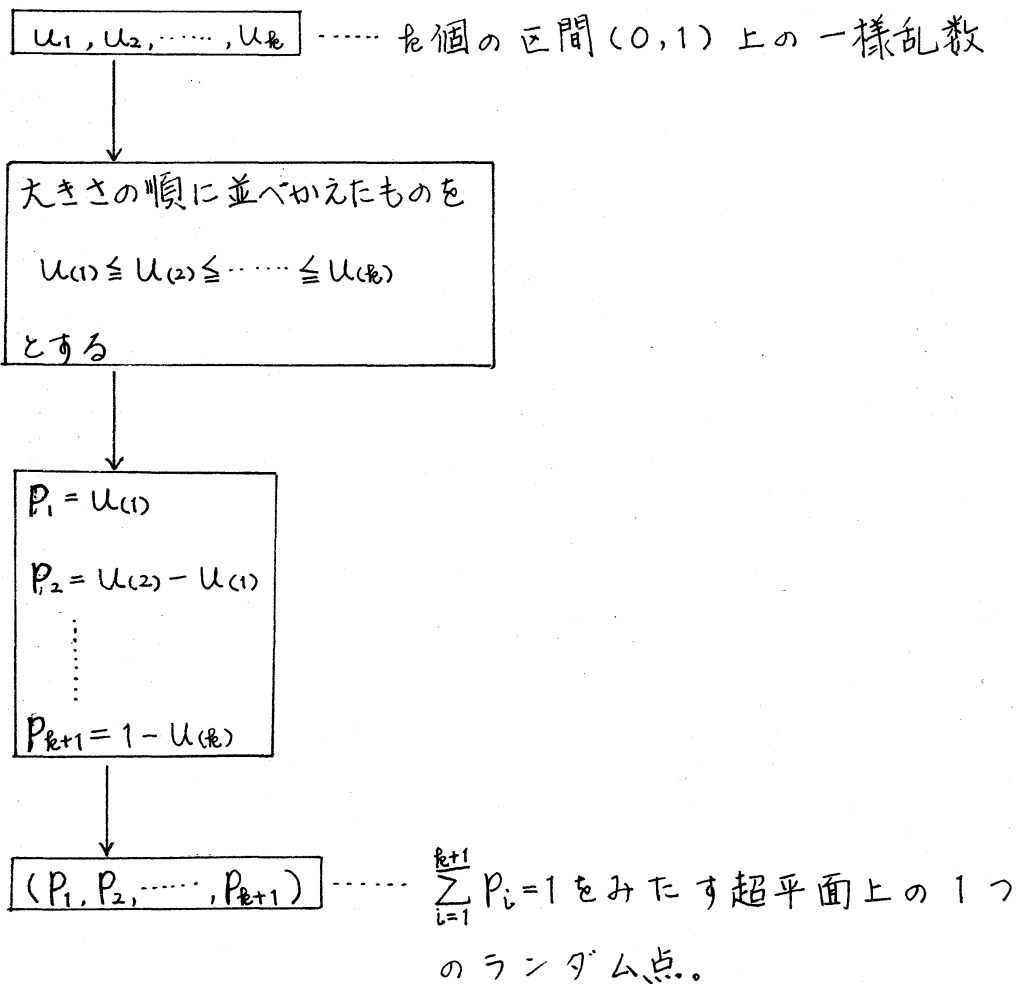 u₁, u₂, ……, uₖ …… k個の区間(0,1)上の一様乱数
大きさの順に並べかえたものを
u₍₁₎ ≦ u₍₂₎ ≦ …… ≦ u₍ₖ₎
とする
P₁ = u₍₁₎
P₂ = u₍₂₎ − u₍₁₎
⋮
Pₖ₊₁ = 1 − u₍ₖ₎
(P₁, P₂, ……, Pₖ₊₁) …… ∑ᵢ₌₁ᵏ⁺¹ Pᵢ = 1 をみたす超平面上の1つ
のランダム点。